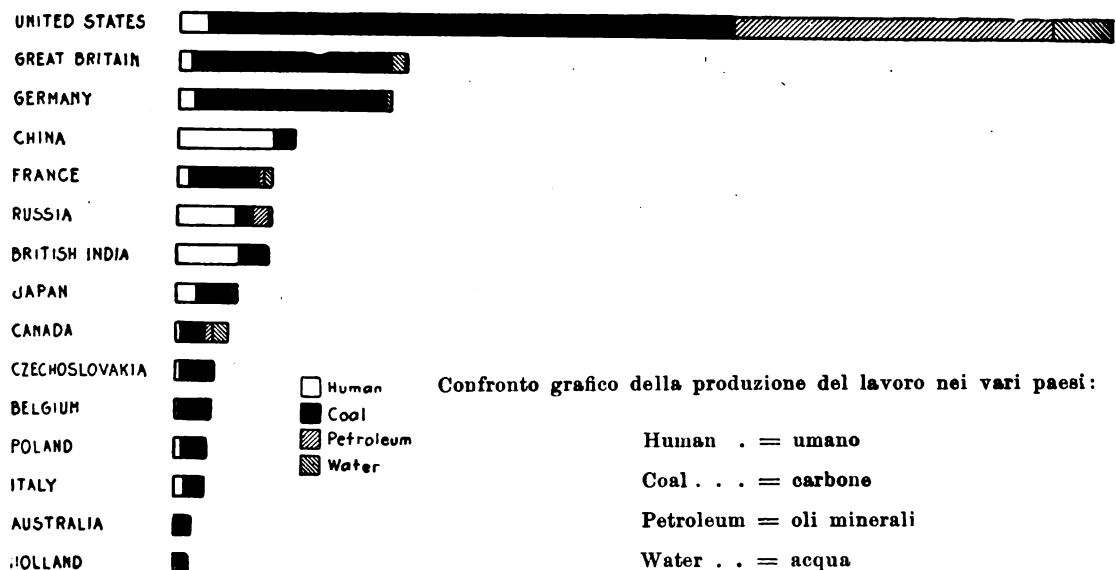 UNITED STATES
GREAT BRITAIN
GERMANY
CHINA
FRANCE
RUSSIA
BRITISH INDIA
JAPAN
CANADA
CZECHOSLOVAKIA
BELGIUM
POLAND
ITALY
AUSTRALIA
HOLLAND
Human
Coal
Petroleum
Water
Confronto grafico della produzione del lavoro nei vari paesi:
Human . = umano
Coal . . . = carbone
Petroleum = oli minerali
Water . . = acqua